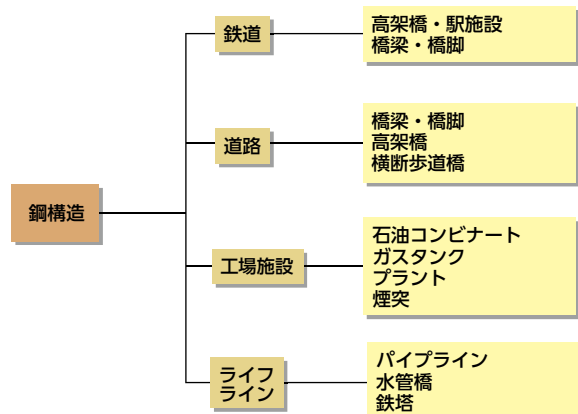 鋼構造
鉄道
高架橋・駅施設
橋梁・橋脚
道路
橋梁・橋脚
高架橋
横断歩道橋
工場施設
石油コンビナート
ガスタンク
プラント
煙突
ライフ
ライン
パイプライン
水管橋
鉄塔